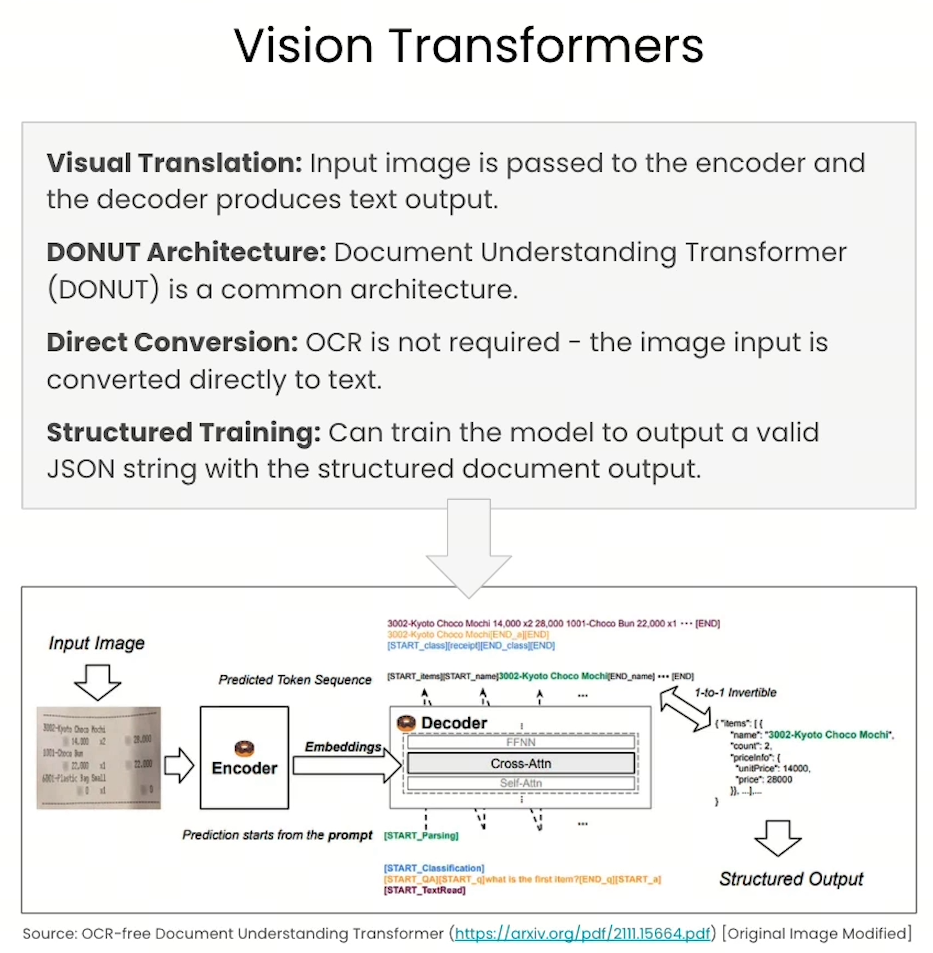 Vision Transformers
Visual Translation: Input image is passed to the encoder and
the decoder produces text output.
DONUT Architecture: Document Understanding Transformer
(DONUT) is a common architecture.
Direct Conversion: OCR is not required - the image input is
converted directly to text.
Structured Training: Can train the model to output a valid
JSON string with the structured document output.
Input Image
3002-Kyoto Choco Mochi
14,000 x2 28,000
1001-Choco Bun
22,000 x1 22,000
6001-Plastic Bag Small
0 x1 0
Encoder
Embeddings
3002-Kyoto Choco Mochi 14,000 x2 28,000 1001-Choco Bun 22,000 x1 ··· [END]
3002-Kyoto Choco Mochi[END_a][END]
[START_class][receipt][END_class][END]
Predicted Token Sequence
[START_items][START_name]3002-Kyoto Choco Mochi[END_name] ··· [END]
...
Decoder
FFNN
Cross-Attn
Self-Attn
...
Prediction starts from the prompt
[START_Parsing]
[START_Classification]
[START_QA][START_q]what is the first item?[END_q][START_a]
[START_TextRead]
1-to-1 Invertible
{ "items": [ {
"name": "3002-Kyoto Choco Mochi",
"count": 2,
"priceInfo": {
"unitPrice": 14000,
"price": 28000
}}, ...],...
}
Structured Output
Source: OCR-free Document Understanding Transformer (https://arxiv.org/pdf/2111.15664.pdf) [Original Image Modified]